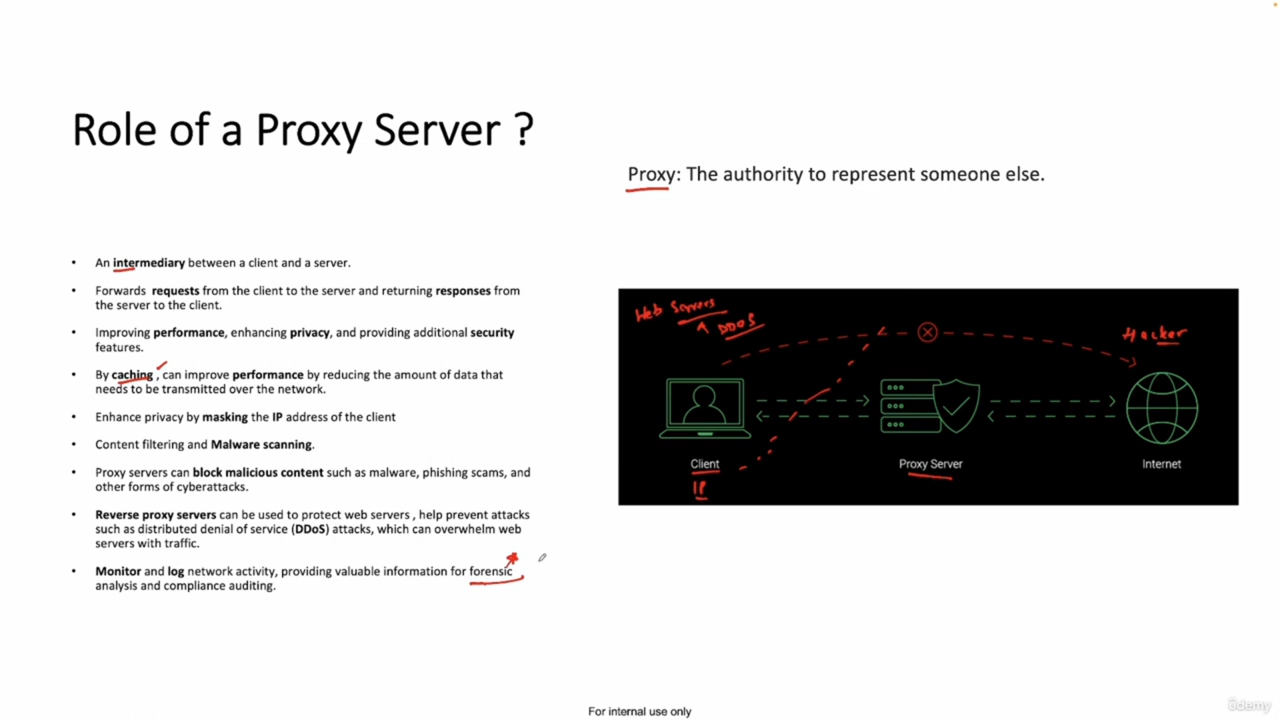 Role of a Proxy Server ?
Proxy: The authority to represent someone else.
• An intermediary between a client and a server.
• Forwards requests from the client to the server and returning responses from
the server to the client.
• Improving performance, enhancing privacy, and providing additional security
features.
• By caching , can improve performance by reducing the amount of data that
needs to be transmitted over the network.
• Enhance privacy by masking the IP address of the client
• Content filtering and Malware scanning.
• Proxy servers can block malicious content such as malware, phishing scams, and
other forms of cyberattacks.
• Reverse proxy servers can be used to protect web servers , help prevent attacks
such as distributed denial of service (DDoS) attacks, which can overwhelm web
servers with traffic.
• Monitor and log network activity, providing valuable information for forensic
analysis and compliance auditing.
Web Servers
DDOS
Hacker
Client
Proxy Server
Internet
IP
For internal use only
ûdemy